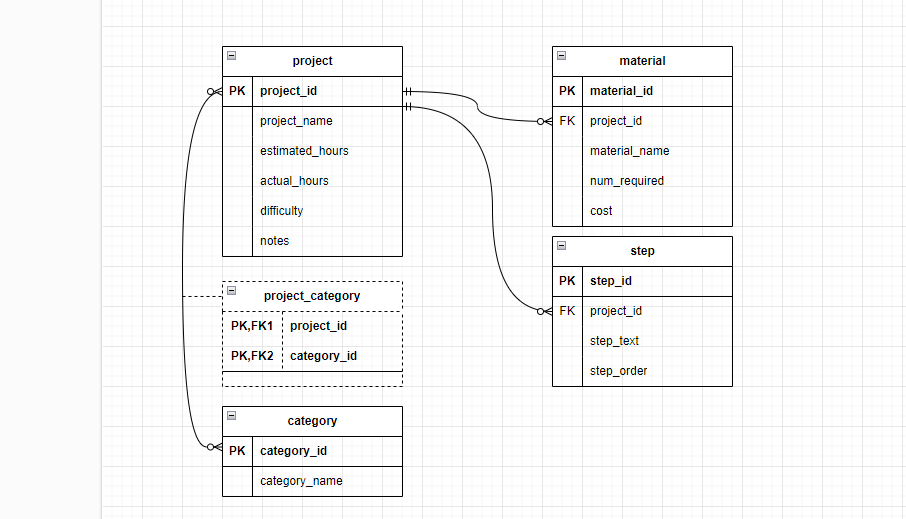 project
PK project_id
project_name
estimated_hours
actual_hours
difficulty
notes
project_category
PK,FK1 project_id
PK,FK2 category_id
category
PK category_id
category_name
material
PK material_id
FK project_id
material_name
num_required
cost
step
PK step_id
FK project_id
step_text
step_order